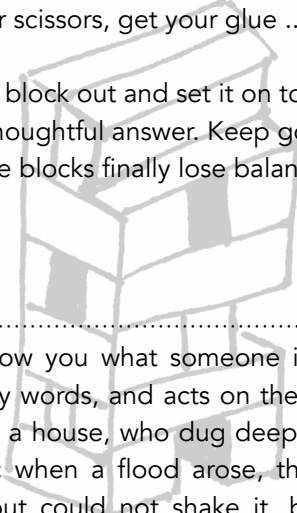 r scissors, get your glue ..
block out and set it on to
houghtful answer. Keep go
e blocks finally lose balan
ow you what someone i
y words, and acts on the
a house, who dug deep
when a flood arose, th
out could not shake it, b